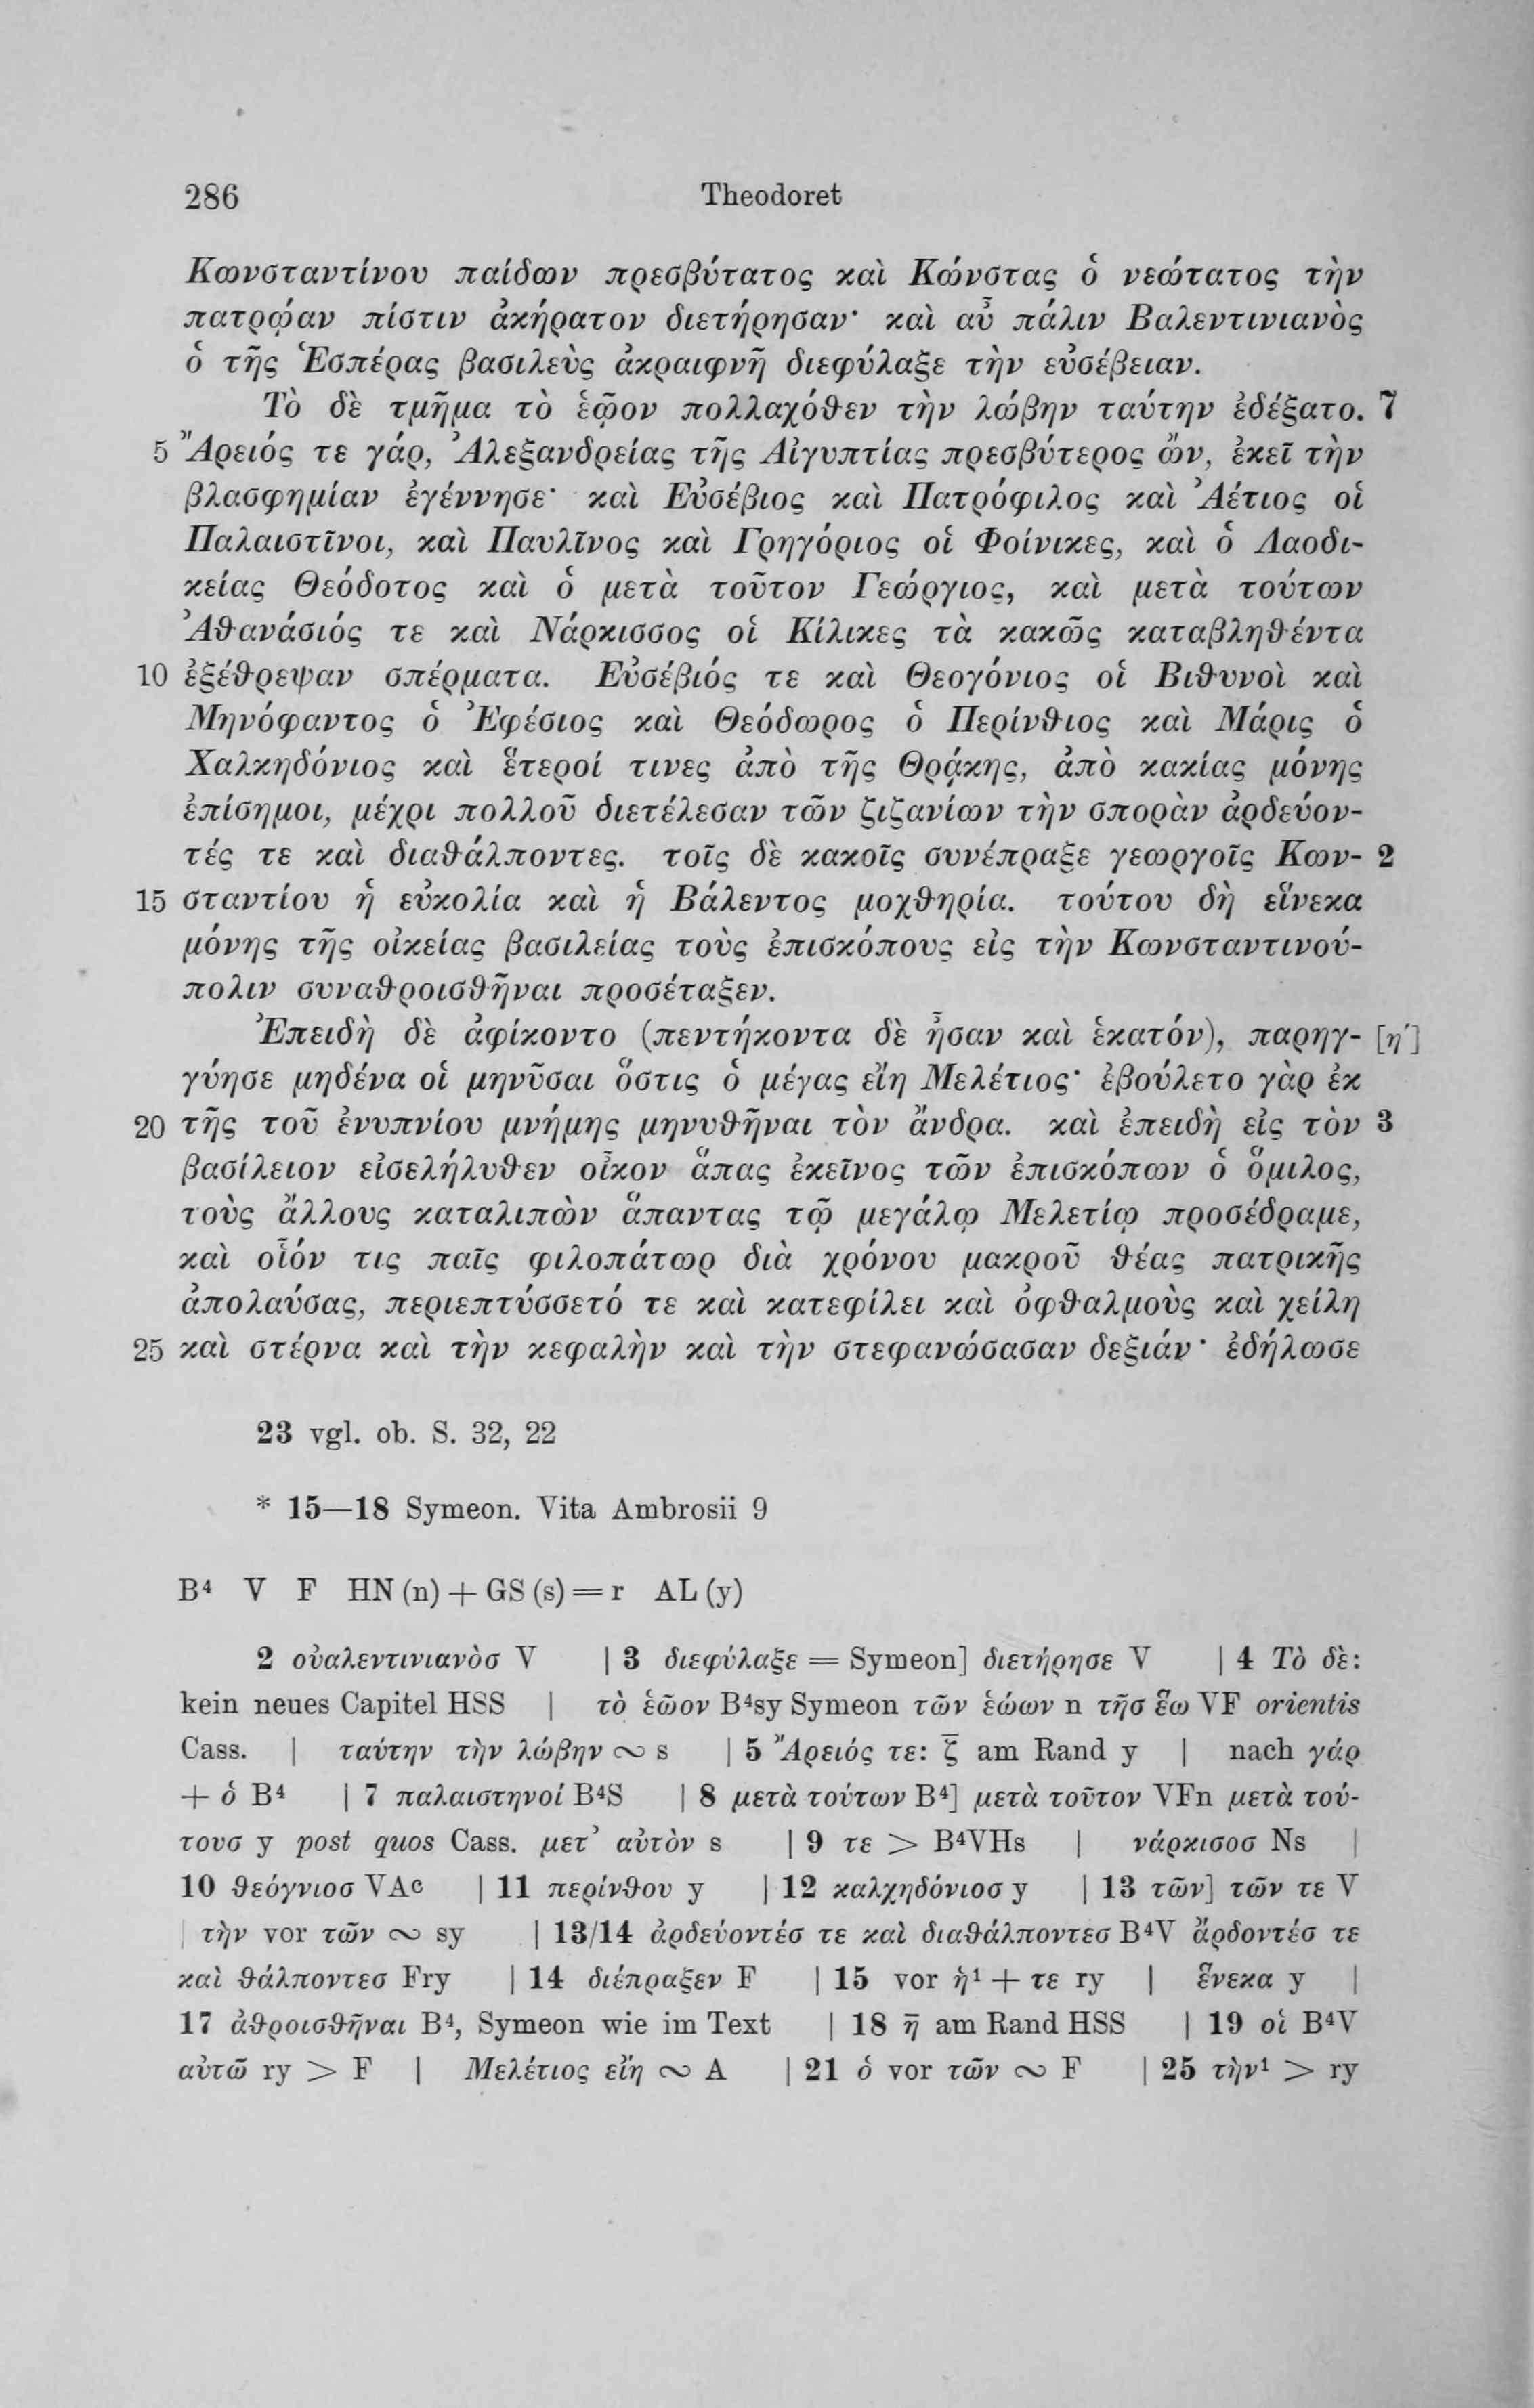 286 Theodoret
Κωνσταντίνου παίδων πρεσβύτατος καὶ Κώνστας ὁ νεώτατος τὴν
πατρῴαν πίστιν ἀκήρατον διετήρησαν· καὶ αὖ πάλιν Βαλεντινιανὸς
ὁ τῆς Ἑσπέρας βασιλεὺς ἀκραιφνῆ διεφύλαξε τὴν εὐσέβειαν.
Τὸ δὲ τμῆμα τὸ ἑῷον πολλαχόθεν τὴν λώβην ταύτην ἐδέξατο. 7
5 Ἄρειός τε γάρ, Ἀλεξανδρείας τῆς Αἰγυπτίας πρεσβύτερος ὤν, ἐκεῖ τὴν
βλασφημίαν ἐγέννησε· καὶ Εὐσέβιος καὶ Πατρόφιλος καὶ Ἀέτιος οἱ
Παλαιστῖνοι, καὶ Παυλῖνος καὶ Γρηγόριος οἱ Φοίνικες, καὶ ὁ Λαοδι-
κείας Θεόδοτος καὶ ὁ μετὰ τοῦτον Γεώργιος, καὶ μετὰ τούτων
Ἀθανάσιός τε καὶ Νάρκισσος οἱ Κίλικες τὰ κακῶς καταβληθέντα
10 ἐξέθρεψαν σπέρματα. Εὐσέβιός τε καὶ Θεογόνιος οἱ Βιθυνοὶ καὶ
Μηνόφαντος ὁ Ἐφέσιος καὶ Θεόδωρος ὁ Περίνθιος καὶ Μάρις ὁ
Χαλκηδόνιος καὶ ἕτεροί τινες ἀπὸ τῆς Θρᾴκης, ἀπὸ κακίας μόνης
ἐπίσημοι, μέχρι πολλοῦ διετέλεσαν τῶν ζιζανίων τὴν σπορὰν ἀρδεύον-
τές τε καὶ διαθάλποντες. τοῖς δὲ κακοῖς συνέπραξε γεωργοῖς Κων- 2
15 σταντίου ἡ εὐκολία καὶ ἡ Βάλεντος μοχθηρία. τούτου δὴ εἵνεκα
μόνης τῆς οἰκείας βασιλείας τοὺς ἐπισκόπους εἰς τὴν Κωνσταντινού-
πολιν συναθροισθῆναι προσέταξεν.
Ἐπειδὴ δὲ ἀφίκοντο (πεντήκοντα δὲ ἦσαν καὶ ἑκατόν), παρηγ- [η']
γύησε μηδένα οἱ μηνῦσαι ὅστις ὁ μέγας εἴη Μελέτιος· ἐβούλετο γὰρ ἐκ
20 τῆς τοῦ ἐνυπνίου μνήμης μηνυθῆναι τὸν ἄνδρα. καὶ ἐπειδὴ εἰς τὸν 3
βασίλειον εἰσελήλυθεν οἶκον ἅπας ἐκεῖνος τῶν ἐπισκόπων ὁ ὅμιλος,
τοὺς ἄλλους καταλιπὼν ἅπαντας τῷ μεγάλῳ Μελετίῳ προσέδραμε,
καὶ οἷόν τις παῖς φιλοπάτωρ διὰ χρόνου μακροῦ θέας πατρικῆς
ἀπολαύσας, περιεπτύσσετό τε καὶ κατεφίλει καὶ ὀφθαλμοὺς καὶ χείλη
25 καὶ στέρνα καὶ τὴν κεφαλὴν καὶ τὴν στεφανώσασαν δεξιάν· ἐδήλωσε
23 vgl. ob. S. 32, 22
* 15—18 Symeon. Vita Ambrosii 9
B⁴ V F HN (n) + GS (s) = r AL (y)
2 οὐαλεντινιανὸσ V | 3 διεφύλαξε = Symeon] διετήρησε V | 4 Τὸ δὲ:
kein neues Capitel HSS | τὸ ἑῶον B⁴sy Symeon τῶν ἑώων n τῆσ ἕω VF orientis
Cass. | ταύτην τὴν λώβην ∾ s | 5 Ἄρειός τε: ζ̄ am Rand y | nach γάρ
+ ὁ B⁴ | 7 παλαιστηνοί B⁴S | 8 μετὰ τούτων B⁴] μετὰ τοῦτον VFn μετὰ τού-
τουσ y post quos Cass. μετ' αὐτὸν s | 9 τε > B⁴VHs | νάρκισοσ Ns |
10 θεόγνιοσ VAᶜ | 11 περίνθου y | 12 καλχηδόνιοσ y | 13 τῶν] τῶν τε V
| τὴν vor τῶν ∾ sy | 13/14 ἀρδεύοντέσ τε καὶ διαθάλποντεσ B⁴V ἄρδοντέσ τε
καὶ θάλποντεσ Fry | 14 διέπραξεν F | 15 vor ἡ¹ + τε ry | ἕνεκα y |
17 ἀθροισθῆναι B⁴, Symeon wie im Text | 18 η̄ am Rand HSS | 19 οἱ B⁴V
αὐτῶ ry > F | Μελέτιος εἴη ∾ A | 21 ὁ vor τῶν ∾ F | 25 τὴν¹ > ry